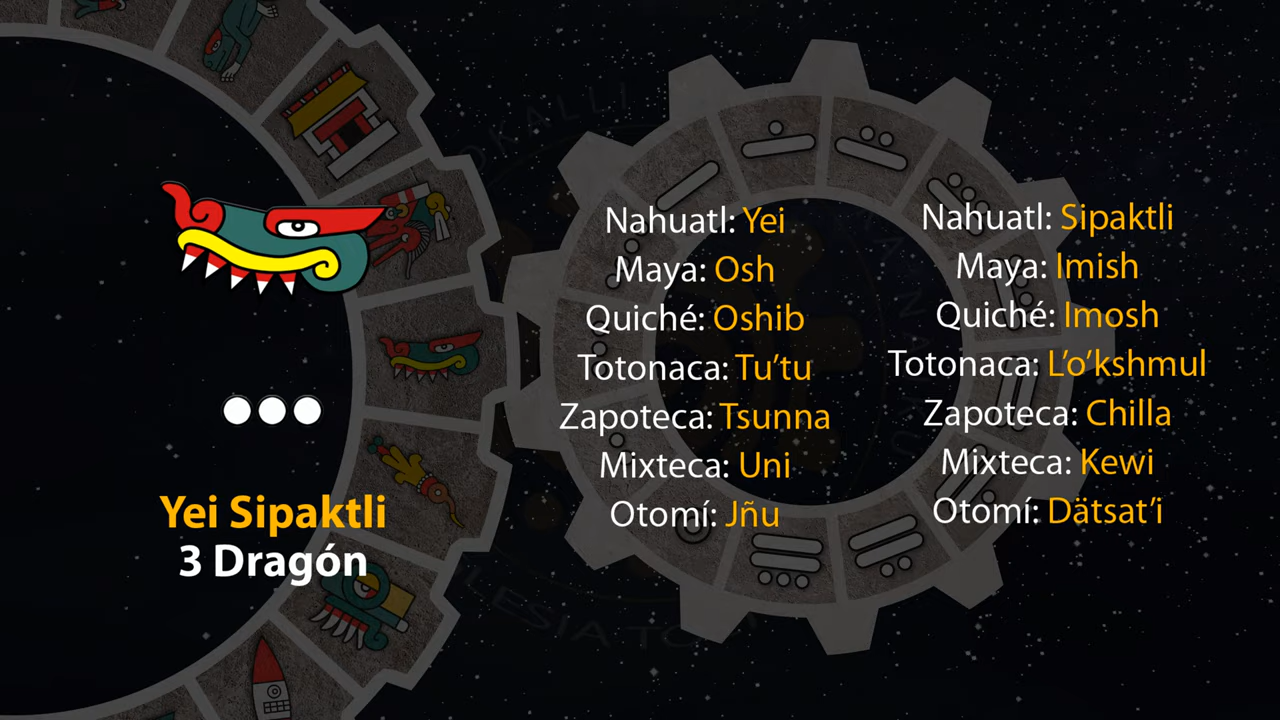 Yei Sipaktli
3 Dragón
Nahuatl: Yei
Maya: Osh
Quiché: Oshib
Totonaca: Tu’tu
Zapoteca: Tsunna
Mixteca: Uni
Otomí: Jñu
Nahuatl: Sipaktli
Maya: Imish
Quiché: Imosh
Totonaca: L’o’kshmul
Zapoteca: Chilla
Mixteca: Kewi
Otomí: Dätsat’i